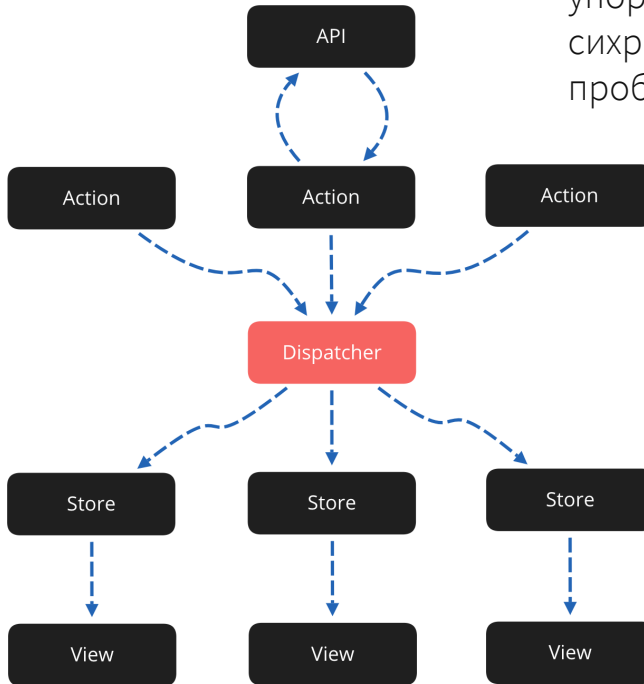 API
Action
Action
Action
Dispatcher
Store
Store
Store
View
View
View